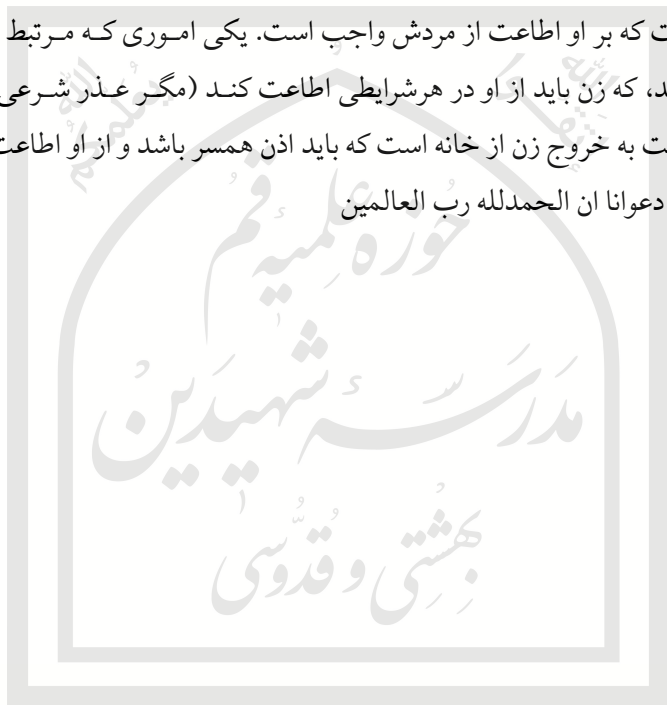 ت که بر او اطاعت از مردش واجب است. یکی امـوری کـه مـرتبط
د، که زن باید از او در هرشرایطی اطاعت کنـد (مگـر عـذر شـرعی
ت به خروج زن از خانه است که باید اذن همسر باشد و از او اطاعت
دعوانا ان الحمدلله رب العالمین
حوزه علمیه قم
مدرسه شهیدین
بهشتی و قدوسی